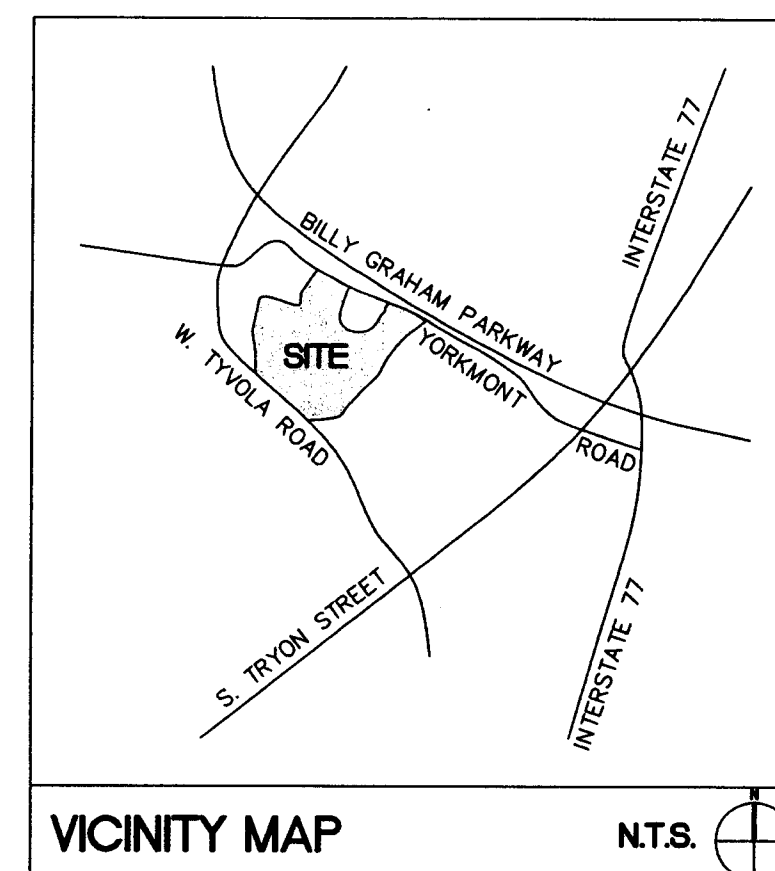 INTERSTATE 77
BILLY GRAHAM PARKWAY
SITE
YORKMONT
ROAD
W. TYVOLA ROAD
S. TRYON STREET
INTERSTATE 77
VICINITY MAP
N.T.S.
N